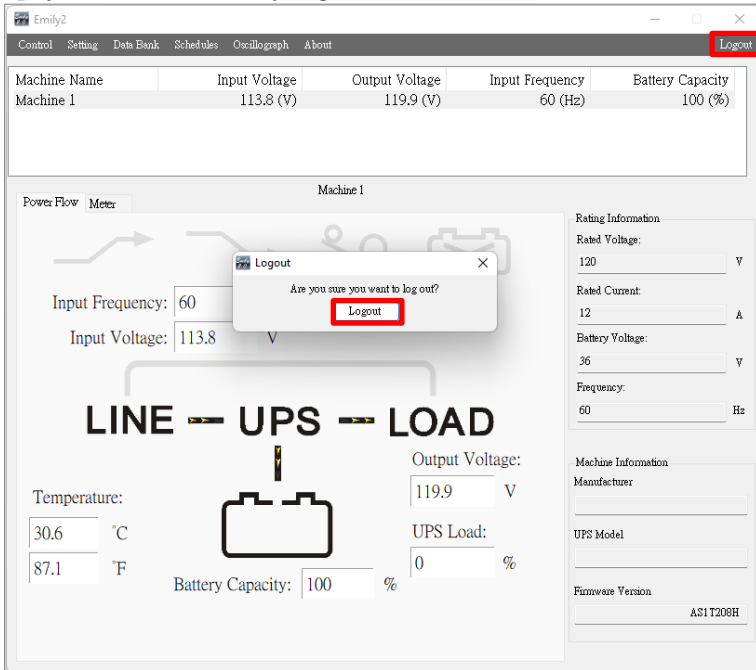 Emily2
Control Setting Data Bank Schedules Oscillograph About Logout
Machine Name Input Voltage Output Voltage Input Frequency Battery Capacity
Machine 1 113.8 (V) 119.9 (V) 60 (Hz) 100 (%)
Machine 1
Power Flow Meter
Rating Information
Rated Voltage:
120 V
Rated Current:
12 A
Battery Voltage:
36 V
Frequency:
60 Hz
Logout
Are you sure you want to log out?
Logout
Input Frequency: 60
Input Voltage: 113.8 V
LINE UPS LOAD
Output Voltage:
119.9 V
Temperature:
30.6 °C
87.1 °F
UPS Load:
0 %
Battery Capacity: 100 %
Machine Information
Manufacturer
UPS Model
Firmware Version
AS1T208H